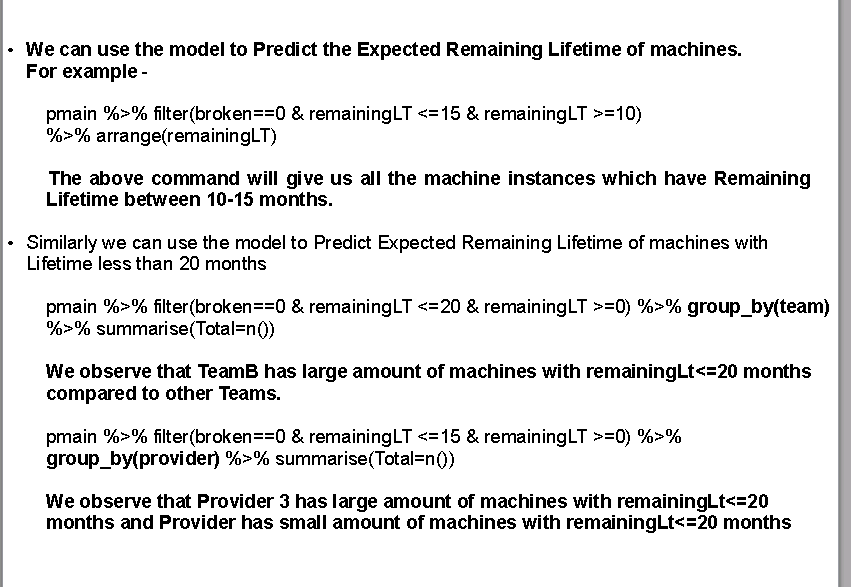 • We can use the model to Predict the Expected Remaining Lifetime of machines.
For example -
pmain %>% filter(broken==0 & remainingLT <=15 & remainingLT >=10)
%>% arrange(remainingLT)
The above command will give us all the machine instances which have Remaining
Lifetime between 10-15 months.
• Similarly we can use the model to Predict Expected Remaining Lifetime of machines with
Lifetime less than 20 months
pmain %>% filter(broken==0 & remainingLT <=20 & remainingLT >=0) %>% group_by(team)
%>% summarise(Total=n())
We observe that TeamB has large amount of machines with remainingLt<=20 months
compared to other Teams.
pmain %>% filter(broken==0 & remainingLT <=15 & remainingLT >=0) %>%
group_by(provider) %>% summarise(Total=n())
We observe that Provider 3 has large amount of machines with remainingLt<=20
months and Provider has small amount of machines with remainingLt<=20 months